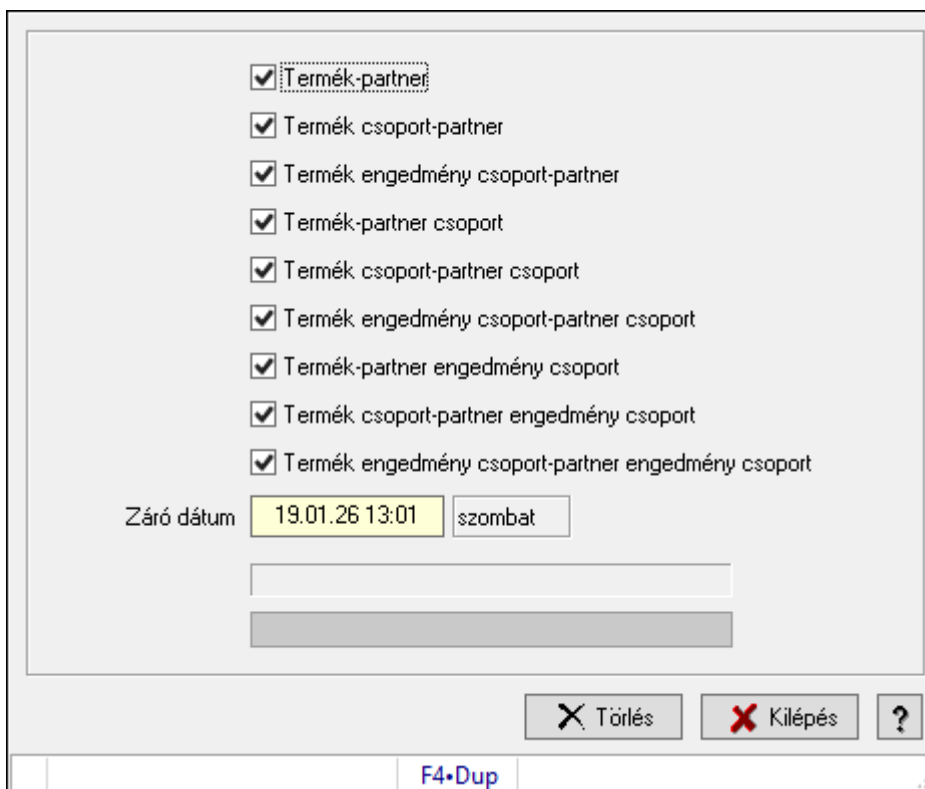 Termék-partner
Termék csoport-partner
Termék engedmény csoport-partner
Termék-partner csoport
Termék csoport-partner csoport
Termék engedmény csoport-partner csoport
Termék-partner engedmény csoport
Termék csoport-partner engedmény csoport
Termék engedmény csoport-partner engedmény csoport
Záró dátum 19.01.26 13:01 szombat
Törlés Kilépés ?
F4•Dup